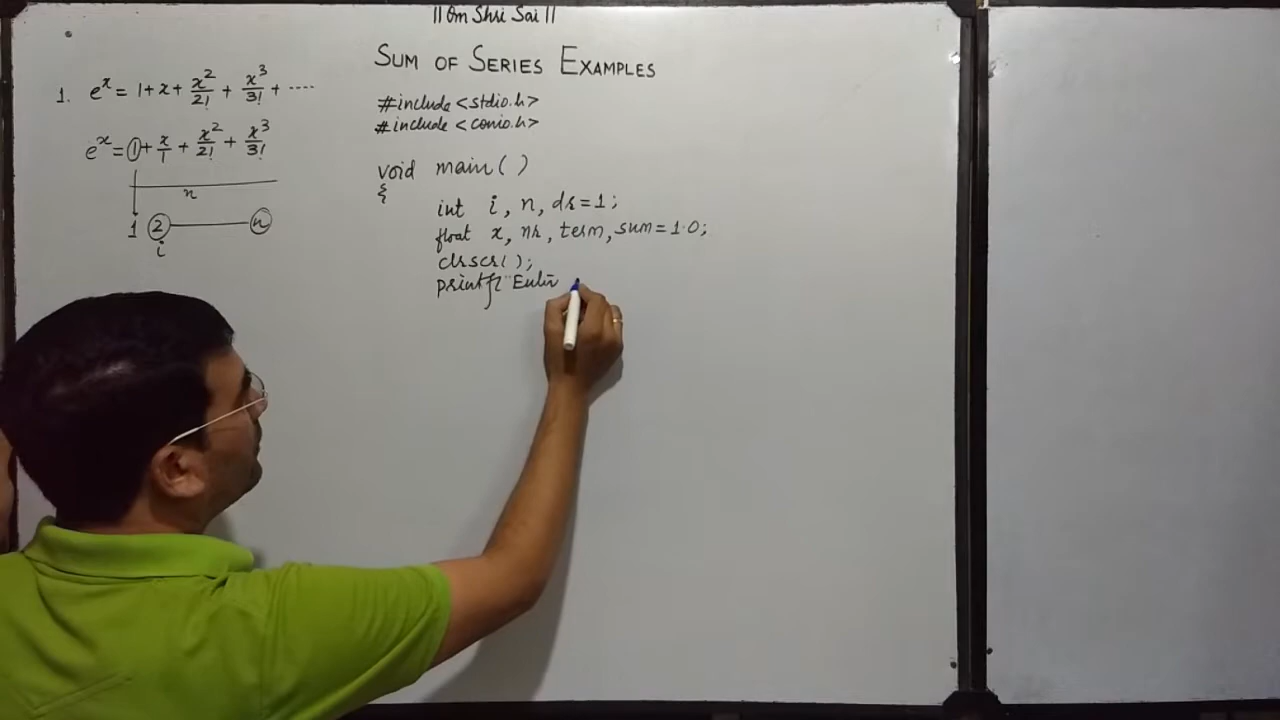 || Om Shri Sai ||
SUM OF SERIES EXAMPLES
1. e^x = 1 + x + x^2/2! + x^3/3! + ....
e^x = 1 + x/1 + x^2/2! + x^3/3!
n
1 2 n
i
#include <stdio.h>
#include <conio.h>
void main( )
{
int i, n, dr=1;
float x, nr, term, sum=1.0;
clrscr( );
printf( "Enter